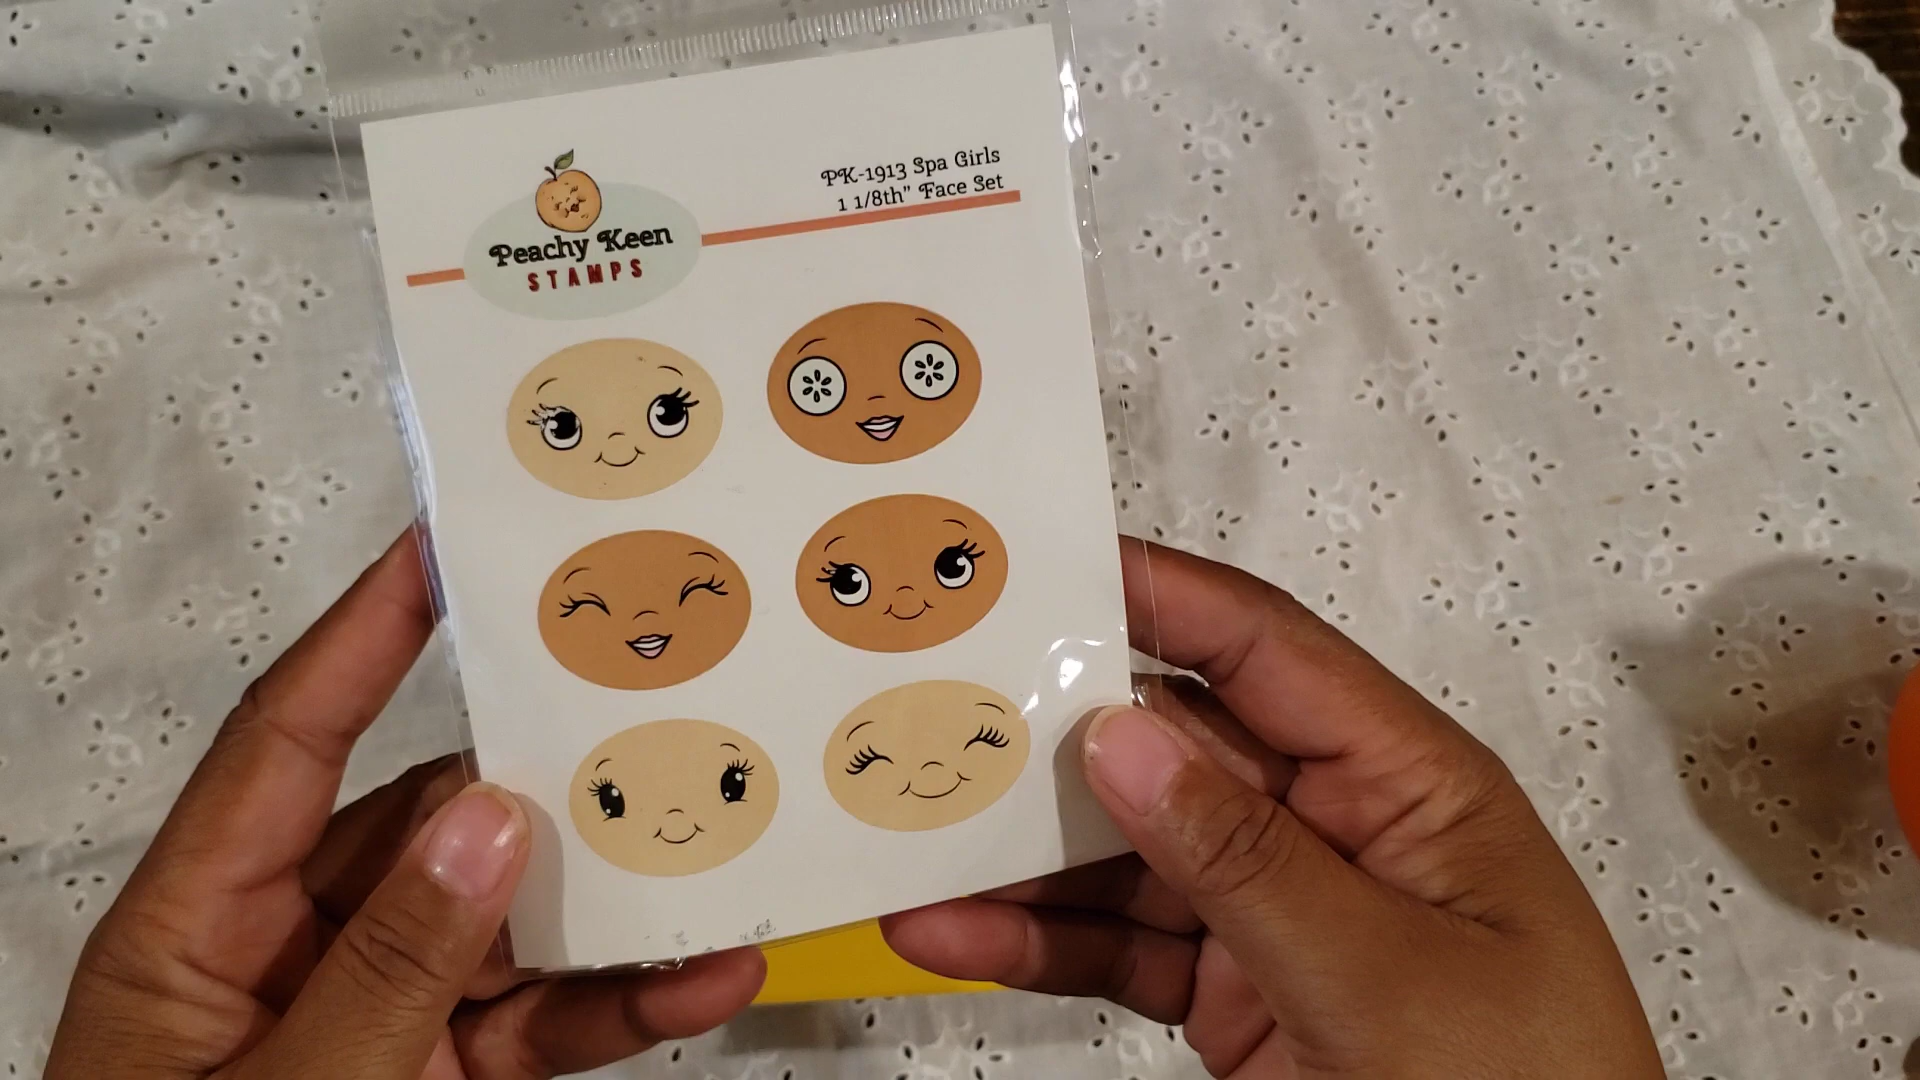 Peachy Keen
STAMPS
PK-1913 Spa Girls
1 1/8th" Face Set